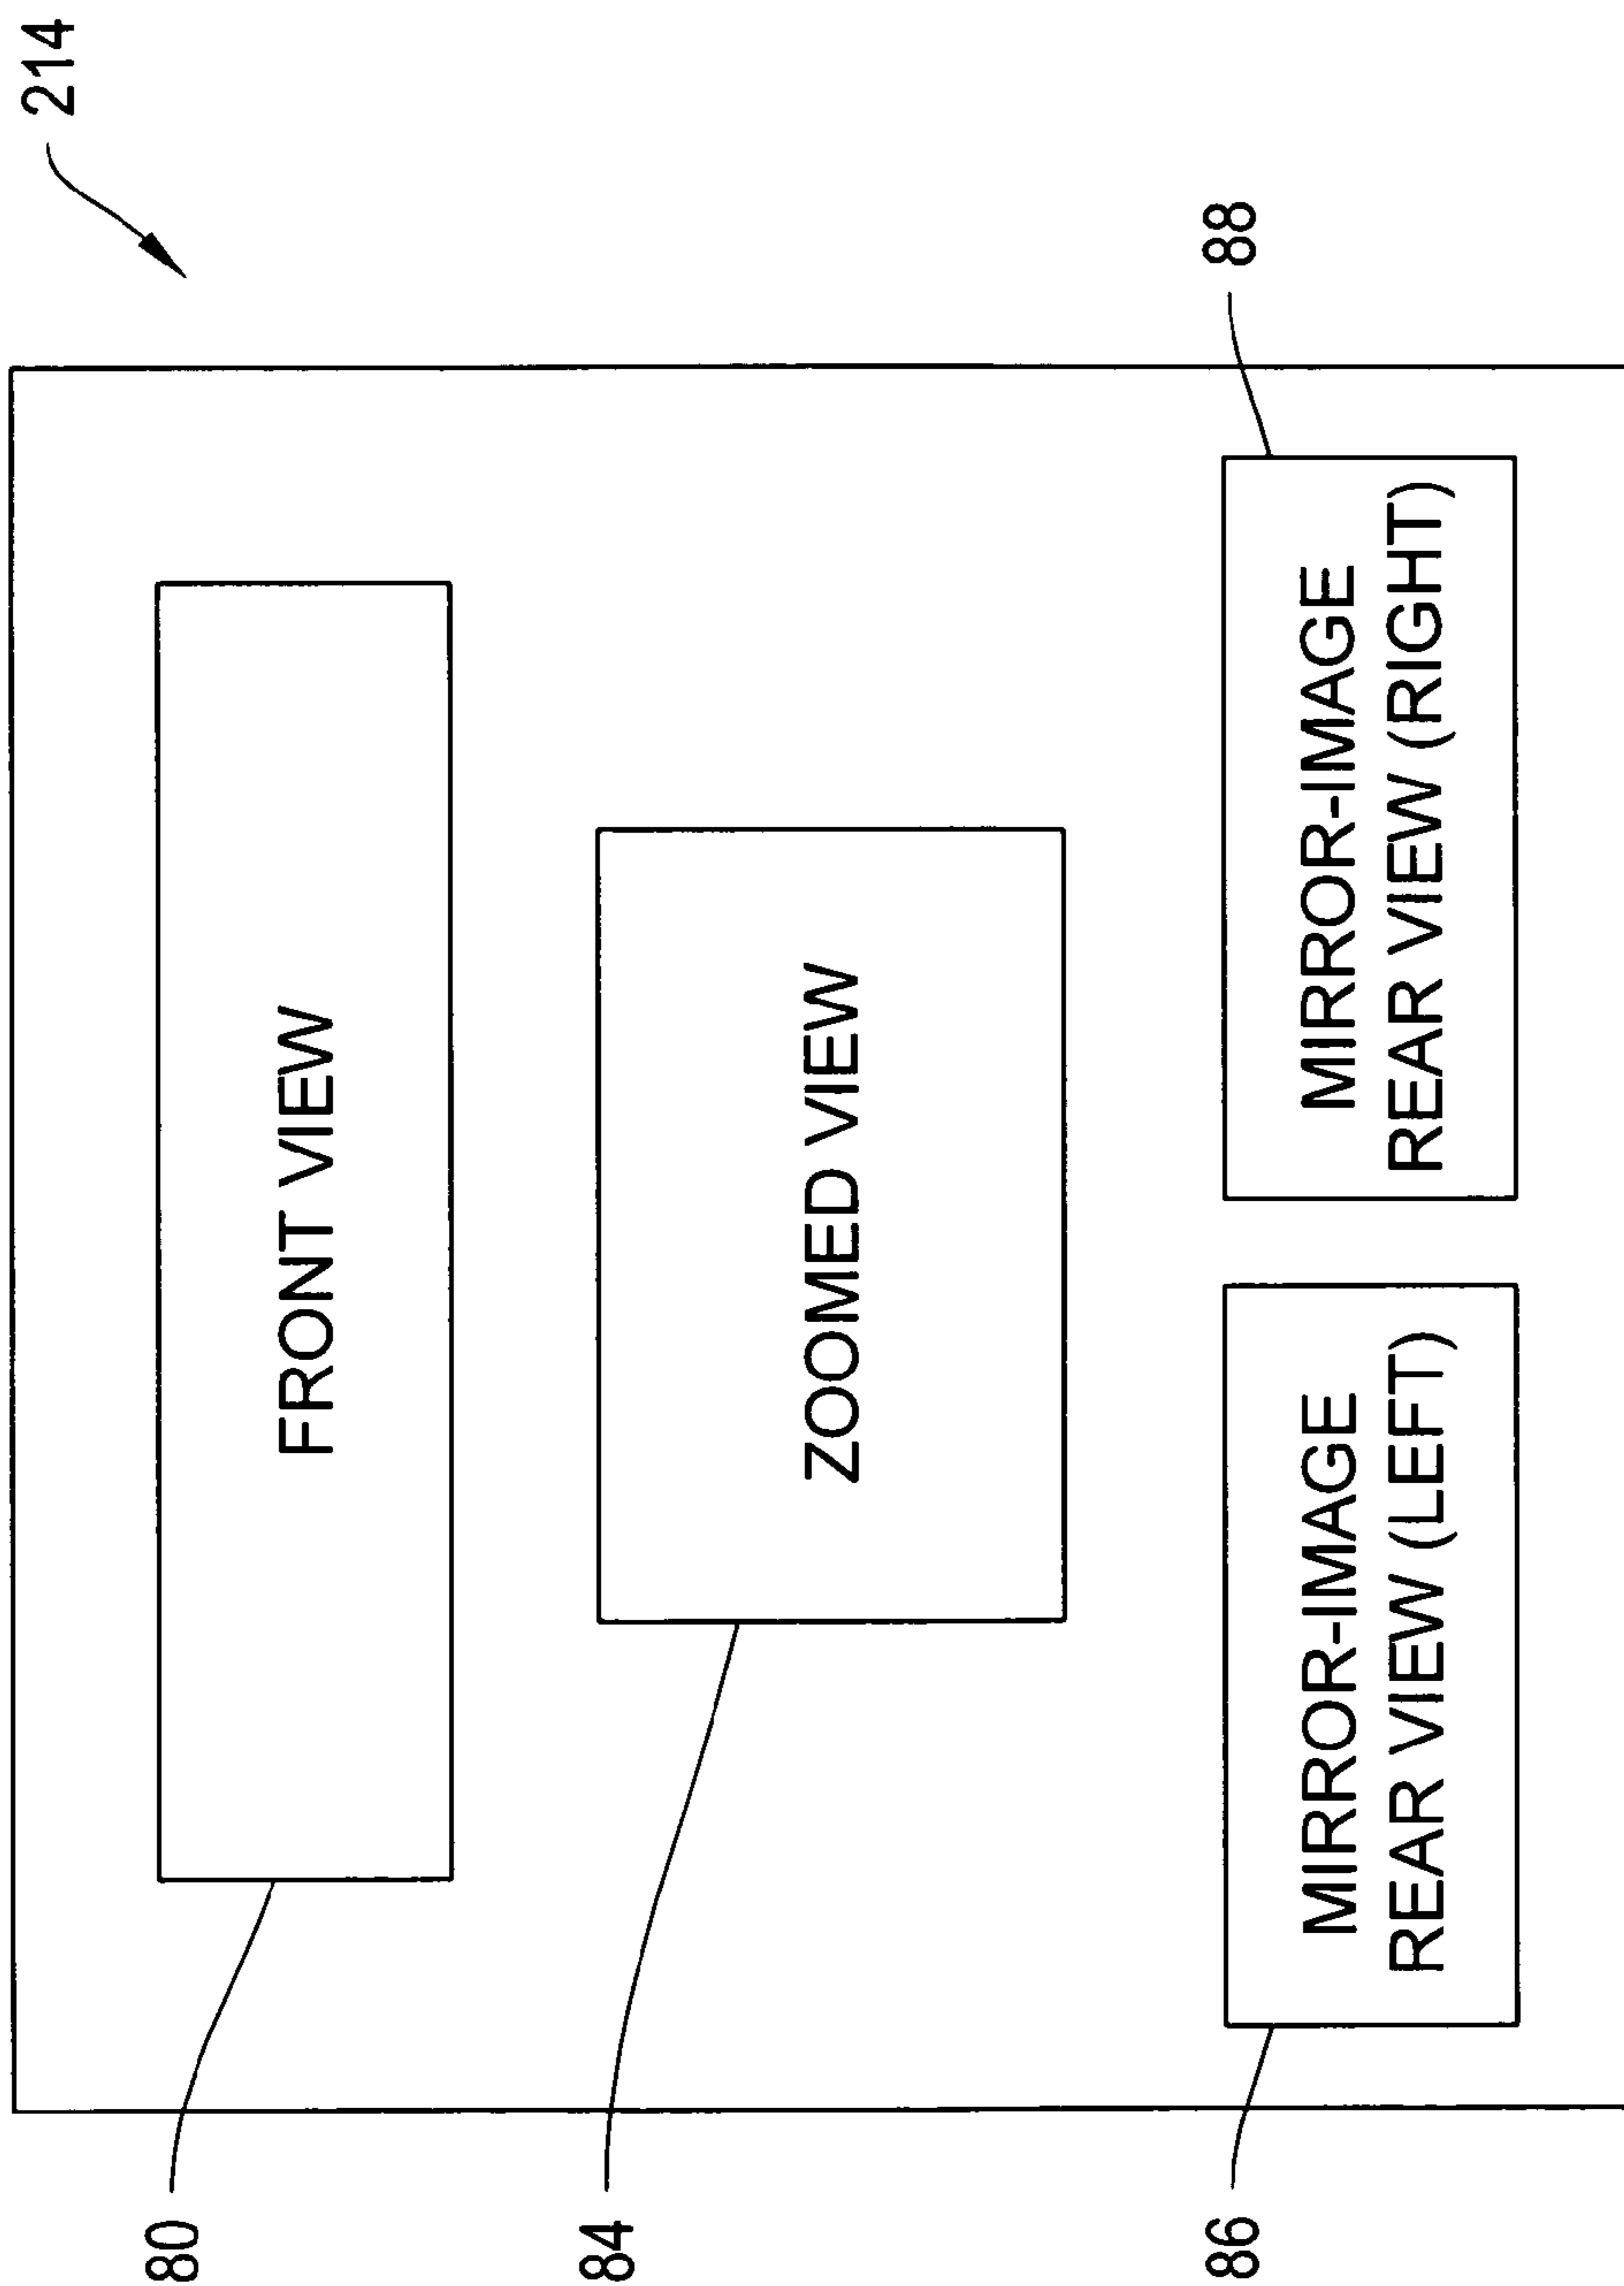 214
80
FRONT VIEW
84
ZOOMED VIEW
86
MIRROR-IMAGE
REAR VIEW (LEFT)
88
MIRROR-IMAGE
REAR VIEW (RIGHT)